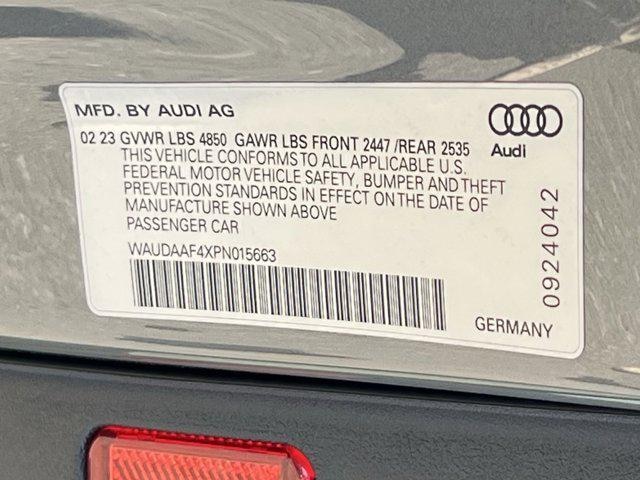 MFD. BY AUDI AG
Audi
02 23 GVWR LBS 4850 GAWR LBS FRONT 2447 /REAR 2535
THIS VEHICLE CONFORMS TO ALL APPLICABLE U.S.
FEDERAL MOTOR VEHICLE SAFETY, BUMPER AND THEFT
PREVENTION STANDARDS IN EFFECT ON THE DATE OF
MANUFACTURE SHOWN ABOVE
PASSENGER CAR
WAUDAAF4XPN015663
0924042
GERMANY